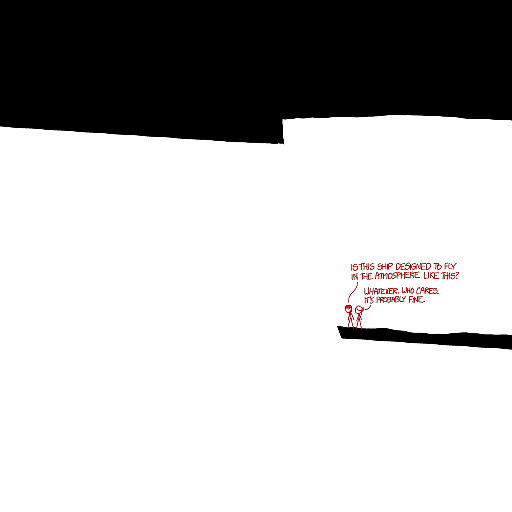 IS THIS SHIP DESIGNED TO FLY
IN THE ATMOSPHERE LIKE THIS?
WHATEVER. WHO CARES.
IT'S PROBABLY FINE.